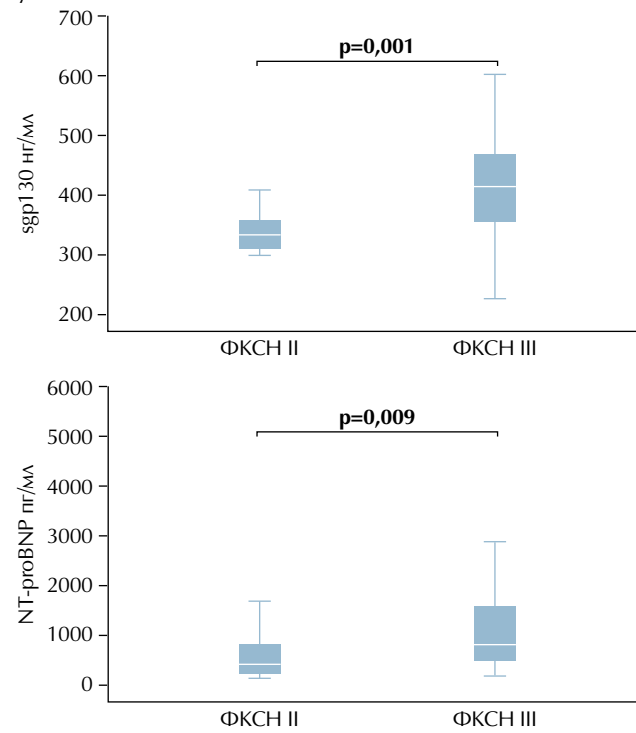 700
p=0,001
600
500
400
300
200
sgp130 нг/мл
ФКСН II ФКСН III
6000
p=0,009
5000
4000
3000
2000
1000
0
NT-proBNP пг/мл
ФКСН II ФКСН III